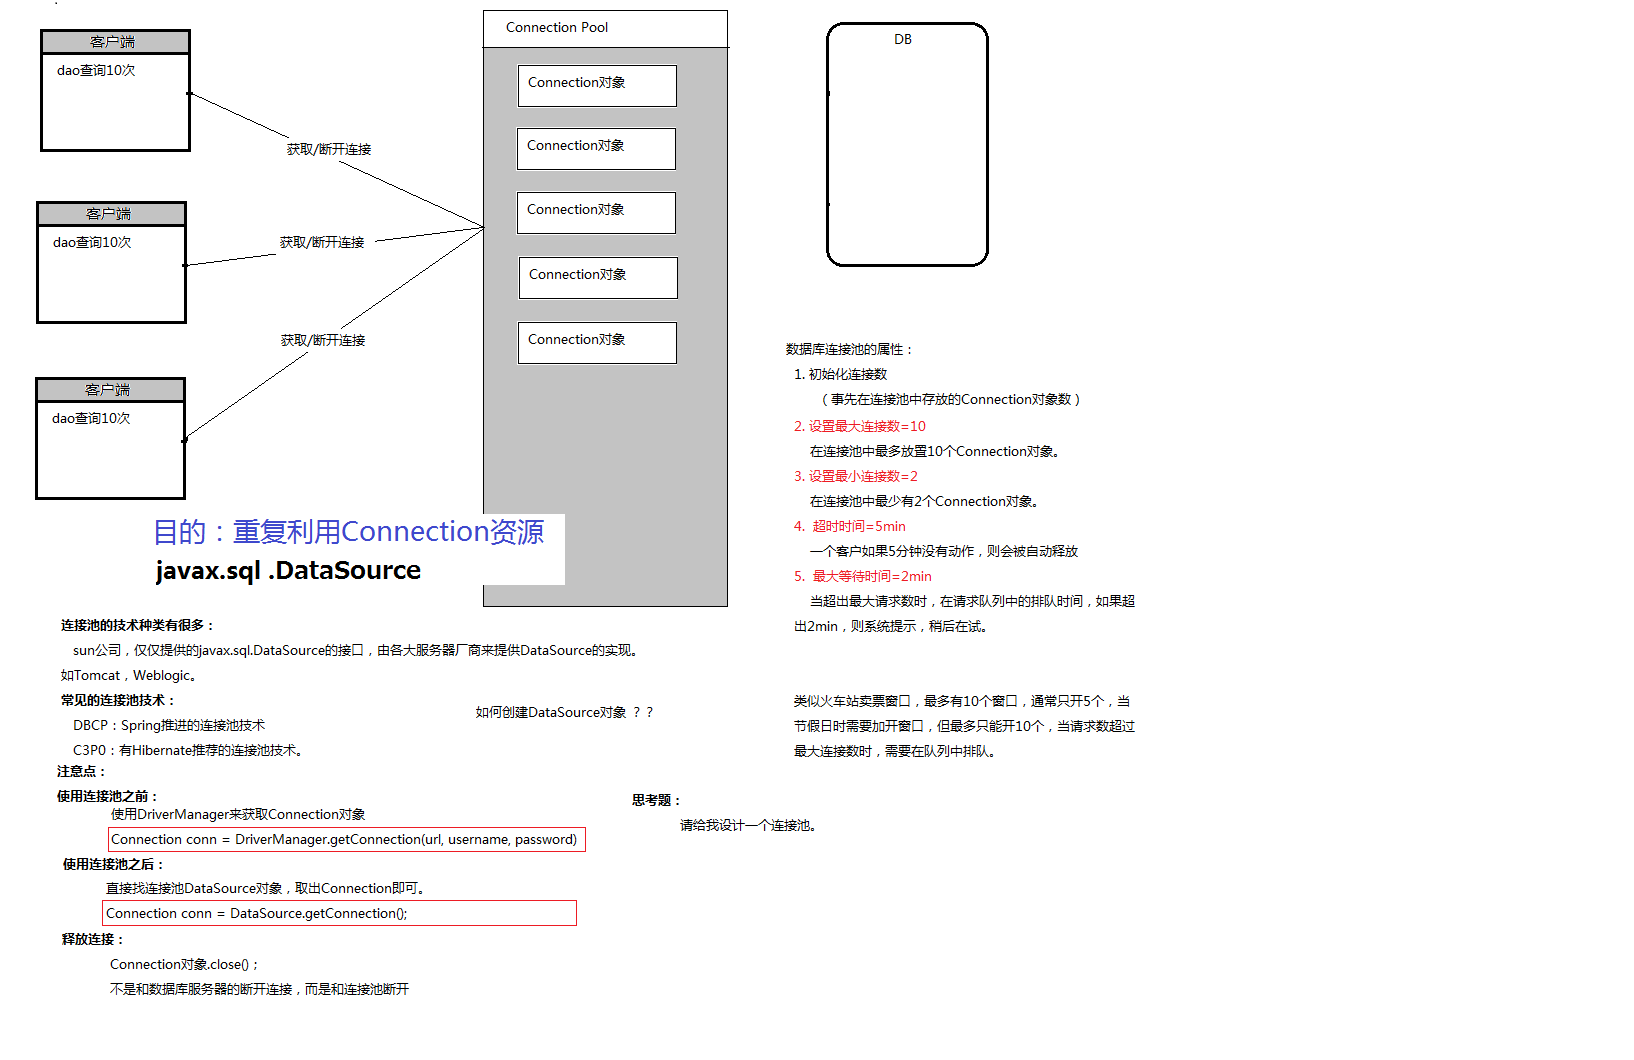 客户端
dao查询10次
获取/断开连接
客户端
dao查询10次
获取/断开连接
获取/断开连接
客户端
dao查询10次
Connection Pool
Connection对象
Connection对象
Connection对象
Connection对象
Connection对象
DB
目的：重复利用Connection资源
javax.sql .DataSource
连接池的技术种类有很多：
sun公司，仅仅提供的javax.sql.DataSource的接口，由各大服务器厂商来提供DataSource的实现。
如Tomcat，Weblogic。
常见的连接池技术：
DBCP：Spring推进的连接池技术
C3P0：有Hibernate推荐的连接池技术。
如何创建DataSource对象 ？？
注意点：
使用连接池之前：
使用DriverManager来获取Connection对象
Connection conn = DriverManager.getConnection(url, username, password)
使用连接池之后：
直接找连接池DataSource对象，取出Connection即可。
Connection conn = DataSource.getConnection();
释放连接：
Connection对象.close()；
不是和数据库服务器的断开连接，而是和连接池断开
数据库连接池的属性：
1. 初始化连接数
（事先在连接池中存放的Connection对象数）
2. 设置最大连接数=10
在连接池中最多放置10个Connection对象。
3. 设置最小连接数=2
在连接池中最少有2个Connection对象。
4. 超时时间=5min
一个客户如果5分钟没有动作，则会被自动释放
5. 最大等待时间=2min
当超出最大请求数时，在请求队列中的排队时间，如果超
出2min，则系统提示，稍后在试。
类似火车站卖票窗口，最多有10个窗口，通常只开5个，当
节假日时需要加开窗口，但最多只能开10个，当请求数超过
最大连接数时，需要在队列中排队。
思考题：
请给我设计一个连接池。